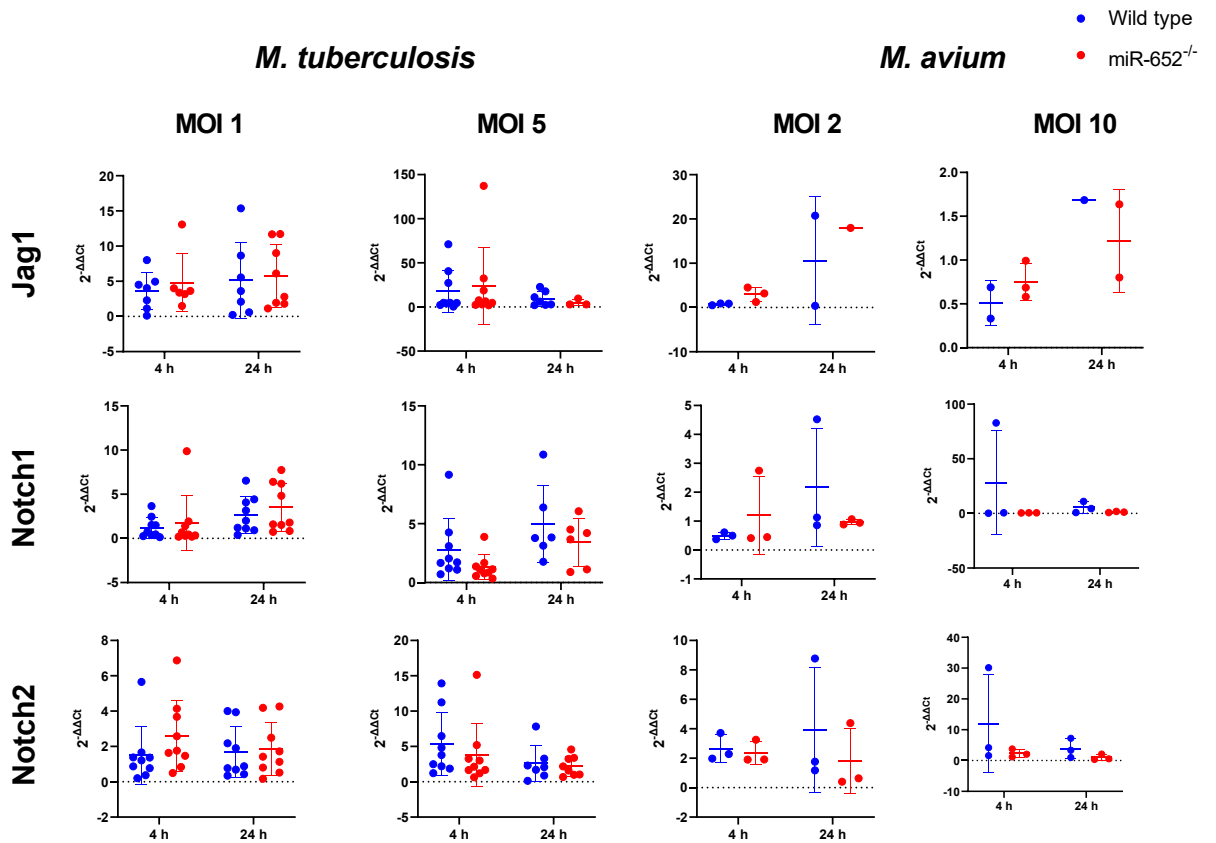 Wild type
miR-652-/-
M. tuberculosis
M. avium
MOI 1
MOI 5
MOI 2
MOI 10
Jag1
2-ΔΔCt
20
15
10
5
0
-5
4 h
24 h
2-ΔΔCt
150
100
50
0
-50
4 h
24 h
2-ΔΔCt
30
20
10
0
-10
4 h
24 h
2-ΔΔCt
2.0
1.5
1.0
0.5
0.0
4 h
24 h
Notch1
2-ΔΔCt
15
10
5
0
-5
4 h
24 h
2-ΔΔCt
15
10
5
0
4 h
24 h
2-ΔΔCt
5
4
3
2
1
0
-1
4 h
24 h
2-ΔΔCt
100
50
0
-50
4 h
24 h
Notch2
2-ΔΔCt
8
6
4
2
0
-2
4 h
24 h
2-ΔΔCt
20
15
10
5
0
-5
4 h
24 h
2-ΔΔCt
10
8
6
4
2
0
-2
4 h
24 h
2-ΔΔCt
40
30
20
10
0
-10
4 h
24 h